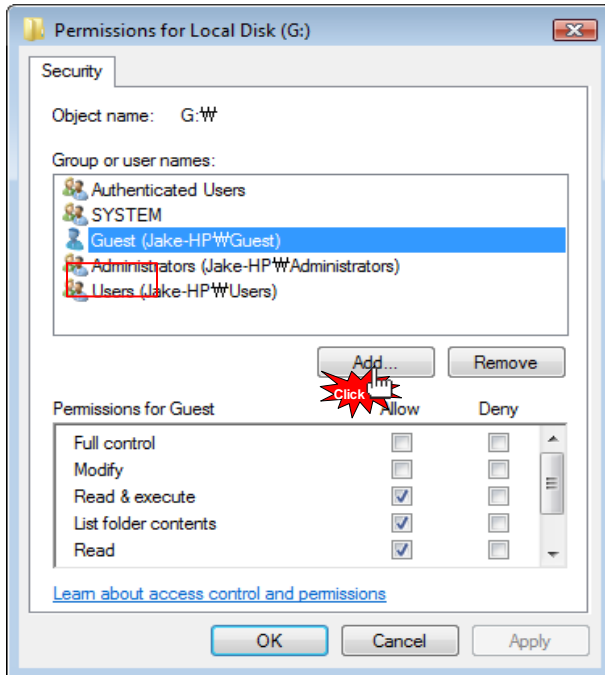 Permissions for Local Disk (G:)
Security
Object name: G:₩
Group or user names:
Authenticated Users
SYSTEM
Guest (Jake-HP₩Guest)
Administrators (Jake-HP₩Administrators)
Users (Jake-HP₩Users)
Add... Remove
Click
Permissions for Guest Allow Deny
Full control
Modify
Read & execute
List folder contents
Read
Learn about access control and permissions
OK Cancel Apply